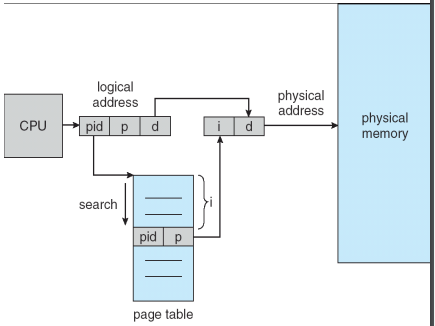 logical
address
physical
address
CPU
pid p d
i d
physical
memory
search
i
pid p
page table